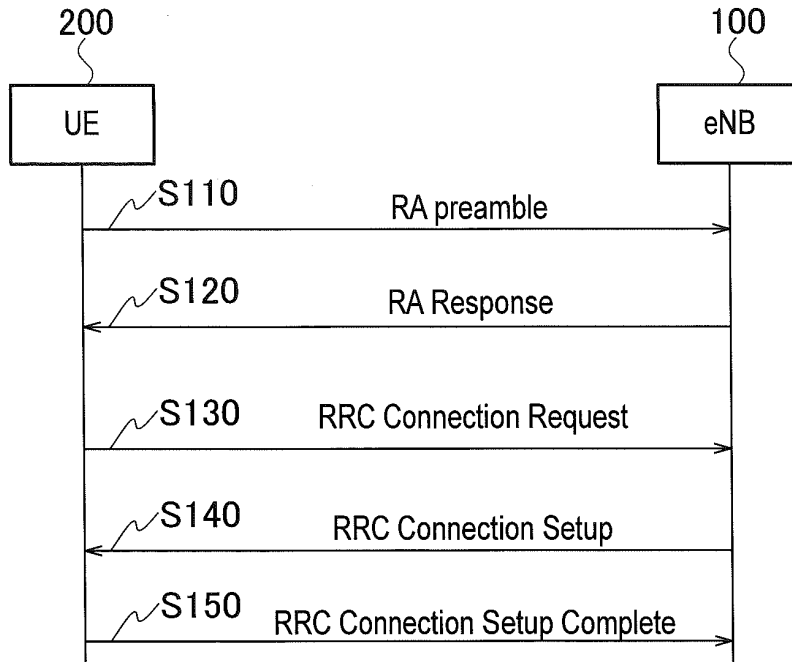 200
100
UE
eNB
S110
RA preamble
S120
RA Response
S130
RRC Connection Request
S140
RRC Connection Setup
S150
RRC Connection Setup Complete